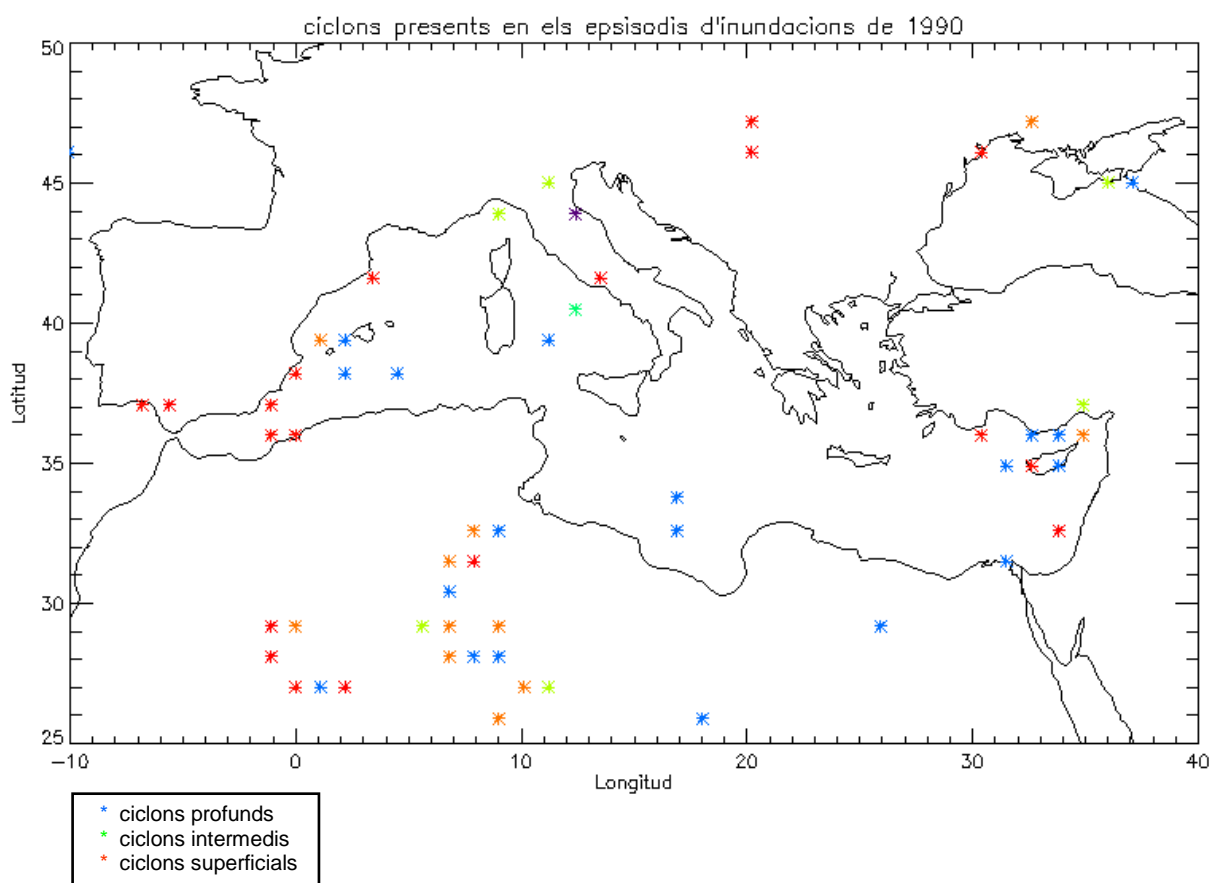 ciclons presents en els epsisodis d'inundacions de 1990
50
45
40
35
30
25
Latitud
-10 0 10 20 30 40
Longitud
* ciclons profunds
* ciclons intermedis
* ciclons superficials